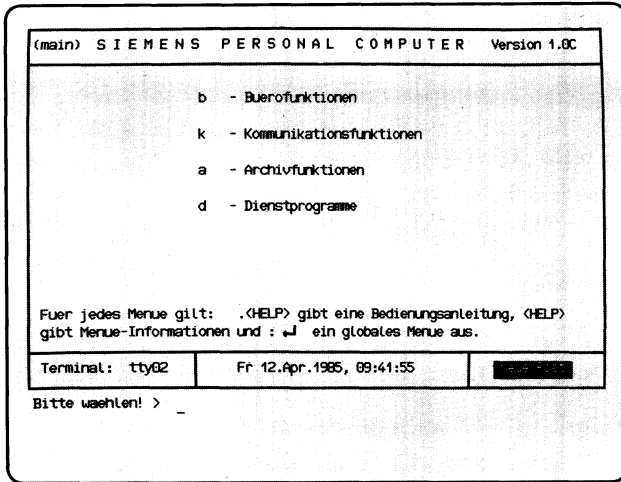 (main) S I E M E N S  P E R S O N A L  C O M P U T E R  Version 1.0C
b - Buerofunktionen
k - Kommunikationsfunktionen
a - Archivfunktionen
d - Dienstprogramme
Fuer jedes Menue gilt: .<HELP> gibt eine Bedienungsanleitung, <HELP>
gibt Menue-Informationen und : ↵ ein globales Menue aus.
Terminal: tty02 Fr 12.Apr.1985, 09:41:55
Bitte waehlen! > _